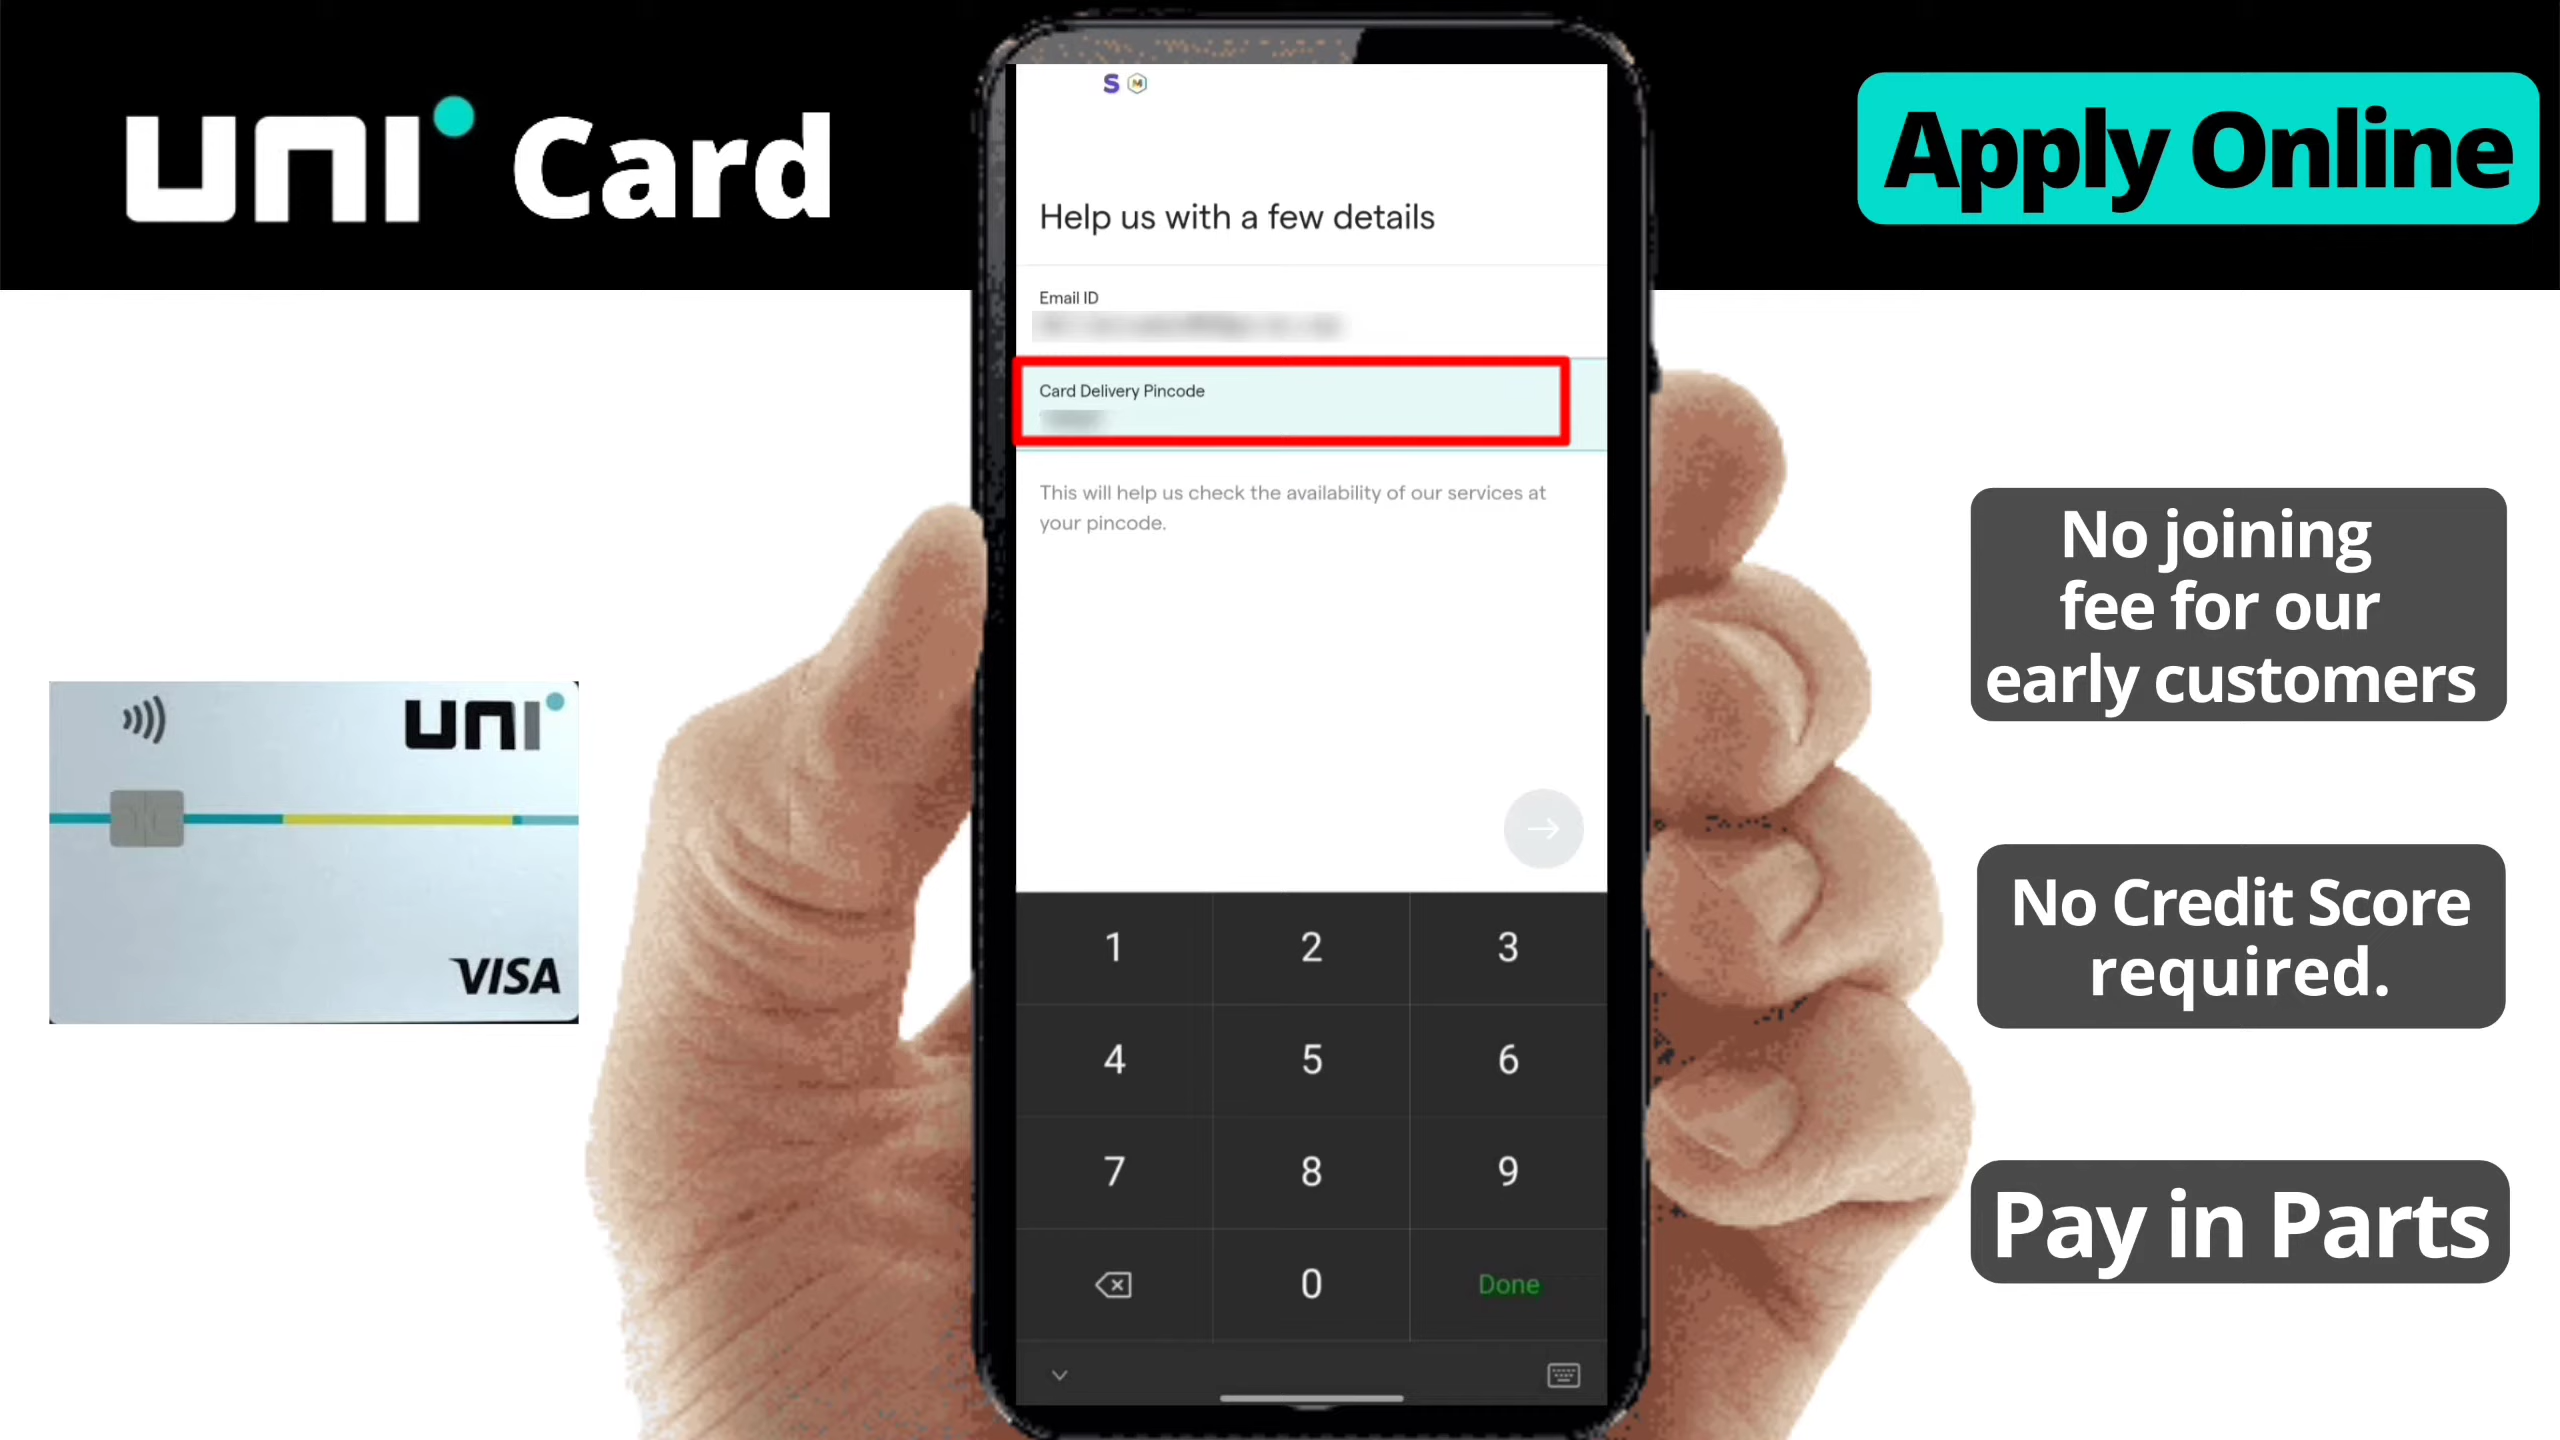 UNI Card
Apply Online
S M
Help us with a few details
Email ID
Card Delivery Pincode
This will help us check the availability of our services at
your pincode.
1 2 3
4 5 6
7 8 9
0 Done
UNI
VISA
No joining
fee for our
early customers
No Credit Score
required.
Pay in Parts